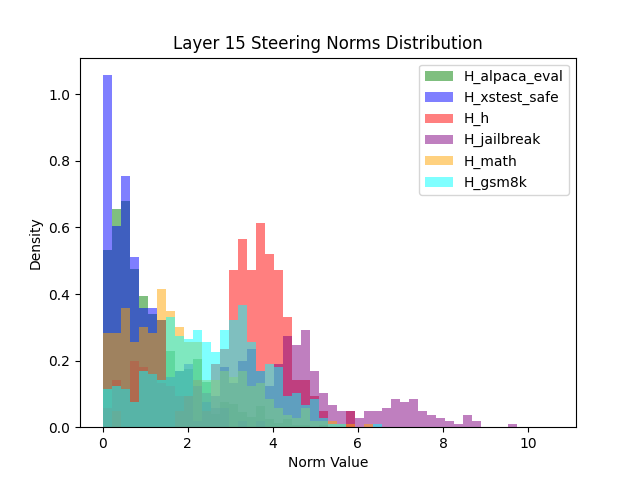 Layer 15 Steering Norms Distribution
H_alpaca_eval
H_xstest_safe
H_h
H_jailbreak
H_math
H_gsm8k
1.0
0.8
0.6
0.4
0.2
0.0
Density
0 2 4 6 8 10
Norm Value